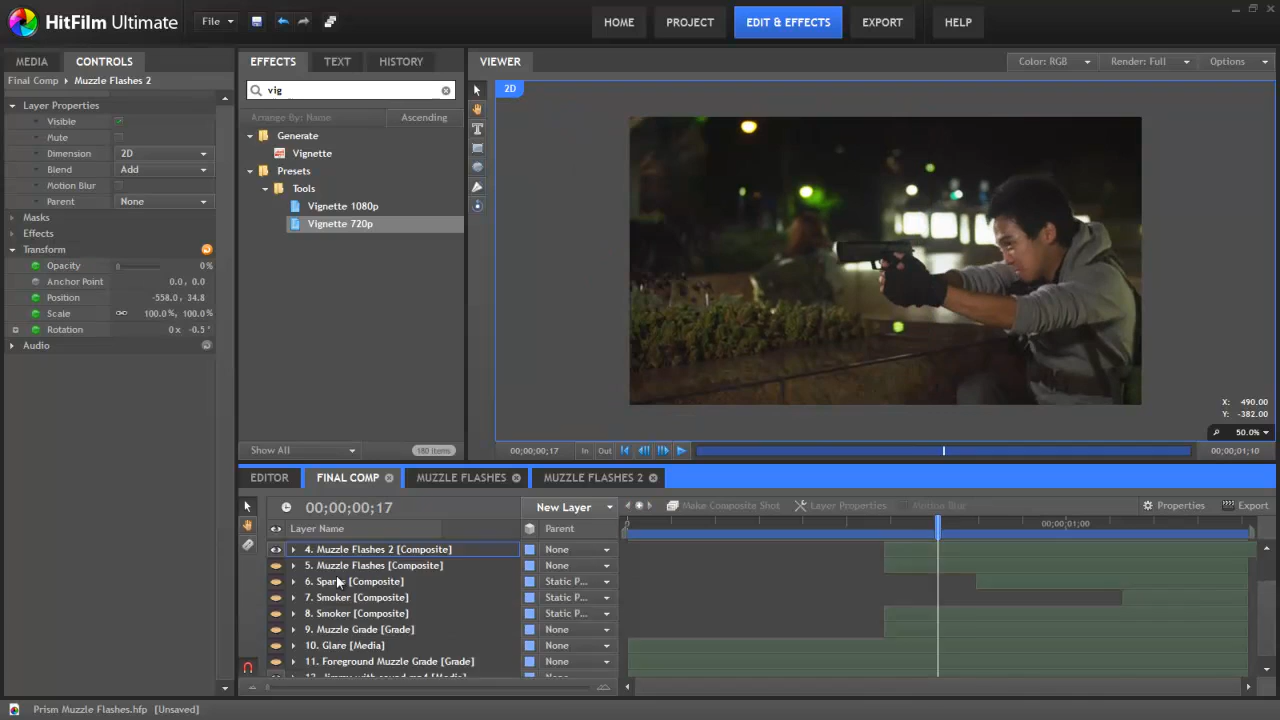 HitFilm Ultimate
File
HOME
PROJECT
EDIT & EFFECTS
EXPORT
HELP
MEDIA
CONTROLS
Final Comp
Muzzle Flashes 2
Layer Properties
Visible
Mute
Dimension
2D
Blend
Add
Motion Blur
Parent
None
Masks
Effects
Transform
Opacity
0%
Anchor Point
0.0, 0.0
Position
-558.0, 34.8
Scale
100.0%, 100.0%
Rotation
0 x -0.5°
Audio
EFFECTS
TEXT
HISTORY
vig
Arrange By: Name
Ascending
Generate
Vignette
Presets
Tools
Vignette 1080p
Vignette 720p
Show All
180 items
VIEWER
Color: RGB
Render: Full
Options
2D
X: 490.00
Y: -382.00
50.0%
00;00;00;17
In
Out
00;00;01;10
EDITOR
FINAL COMP
MUZZLE FLASHES
MUZZLE FLASHES 2
00;00;00;17
New Layer
Make Composite Shot
Layer Properties
Motion Blur
Properties
Export
Layer Name
Parent
0
00;00;01;00
4. Muzzle Flashes 2 [Composite]
None
5. Muzzle Flashes [Composite]
None
6. Sparks [Composite]
Static P...
7. Smoker [Composite]
Static P...
8. Smoker [Composite]
Static P...
9. Muzzle Grade [Grade]
None
10. Glare [Media]
None
11. Foreground Muzzle Grade [Grade]
None
Prism Muzzle Flashes.hfp
[Unsaved]